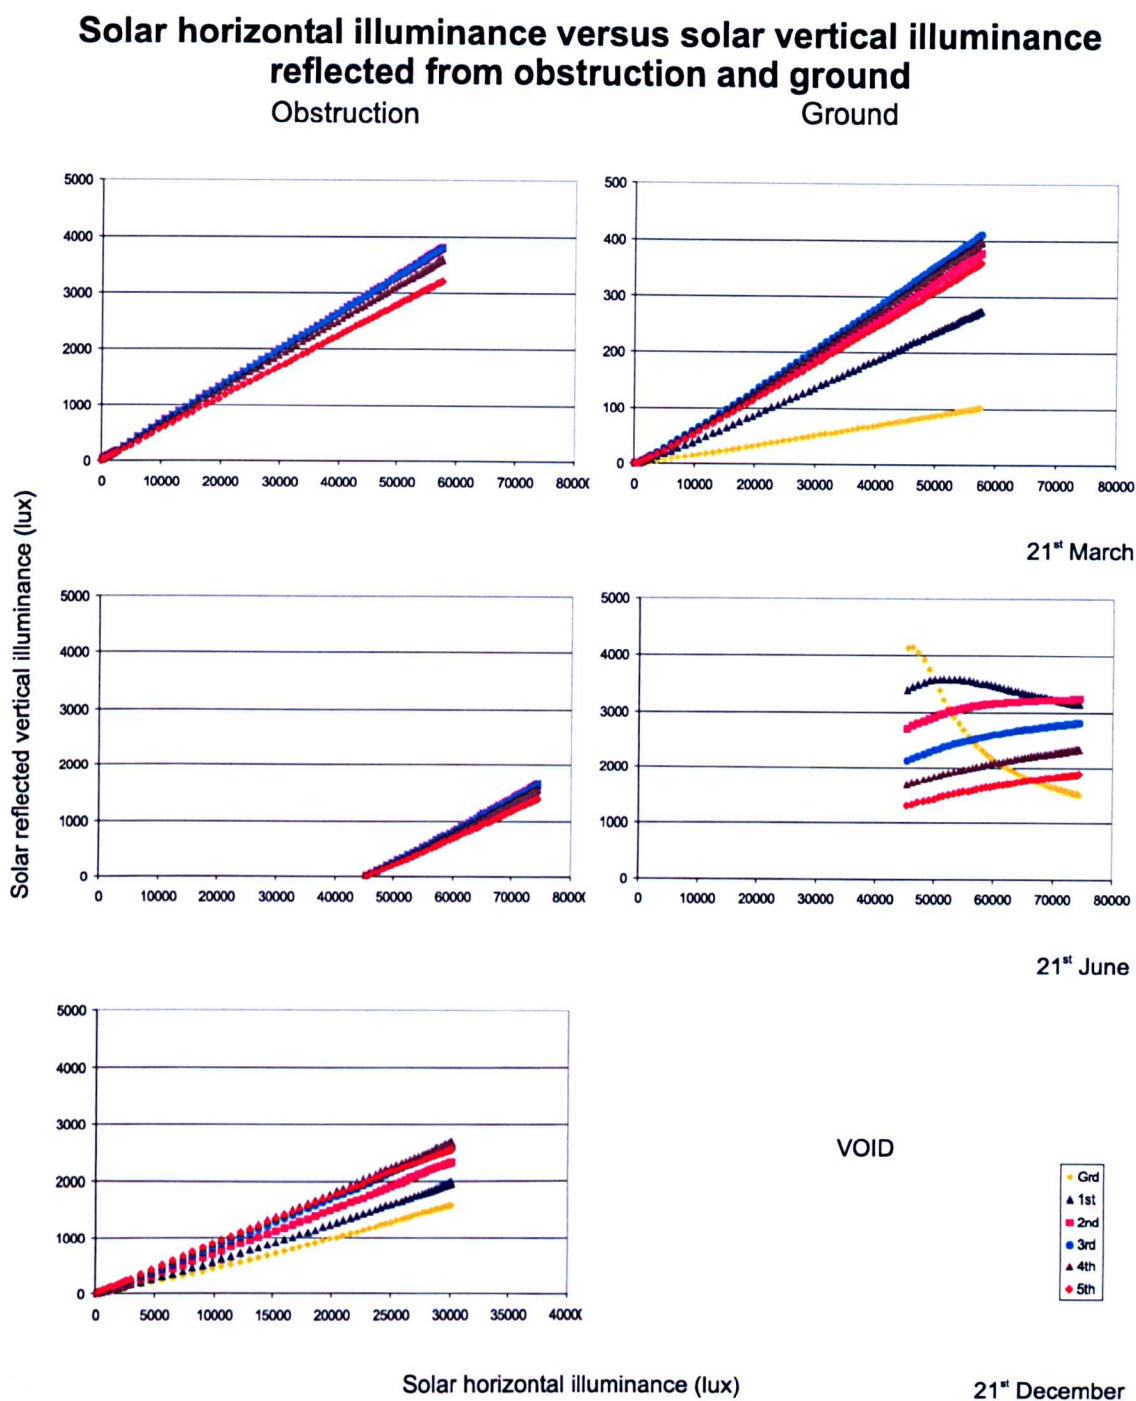 Solar horizontal illuminance versus solar vertical illuminance
reflected from obstruction and ground
Obstruction
Ground
5000
4000
3000
2000
1000
0
0 10000 20000 30000 40000 50000 60000 70000 8000(
500
400
300
200
100
0
0 10000 20000 30000 40000 50000 60000 70000 80000
21st March
Solar reflected vertical illuminance (lux)
5000
4000
3000
2000
1000
0
0 10000 20000 30000 40000 50000 60000 70000 8000(
5000
4000
3000
2000
1000
0
0 10000 20000 30000 40000 50000 60000 70000 80000
21st June
5000
4000
3000
2000
1000
0
0 5000 10000 15000 20000 25000 30000 35000 4000(
VOID
Grd
1st
2nd
3rd
4th
5th
Solar horizontal illuminance (lux)
21st December